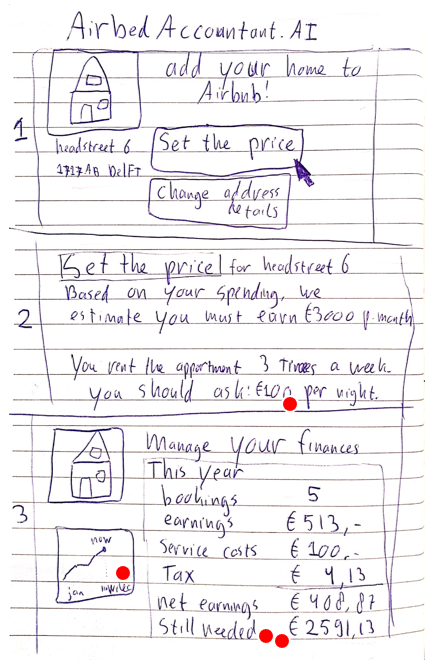 Airbed Accountant.AI
add your home to
Airbnb!
1
headstreet 6
1717AB Delft
Set the price
Change address
details
Set the price for headstreet 6
Based on your spending, we
2
estimate you must earn €3000 p.month
You rent the appartment 3 times a week.
you should ask: €100 per night.
Manage your finances
This year
bookings 5
3
earnings € 513,-
now
Service costs € 100,-
Tax € 4,13
jan
net earnings € 408,87
Still needed € 2591,13